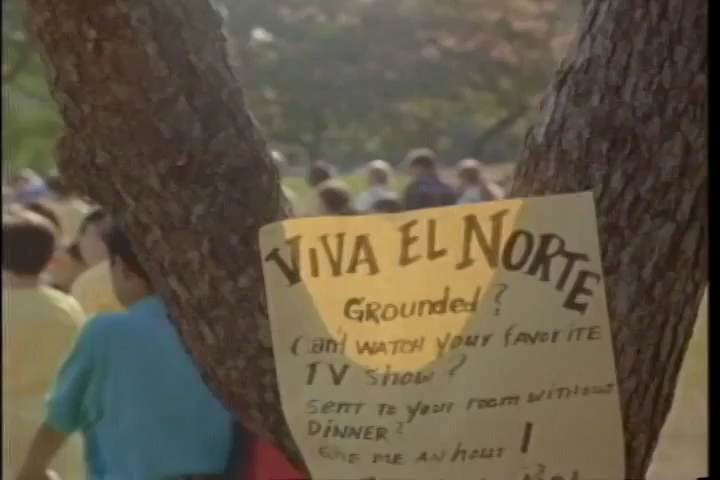 VIVA EL NORTE
GROUNDED?
CAN'T WATCH YOUR FAVORITE
TV SHOW?
SENT TO YOUR ROOM WITHOUT
DINNER?
GIVE ME AN HOUR!